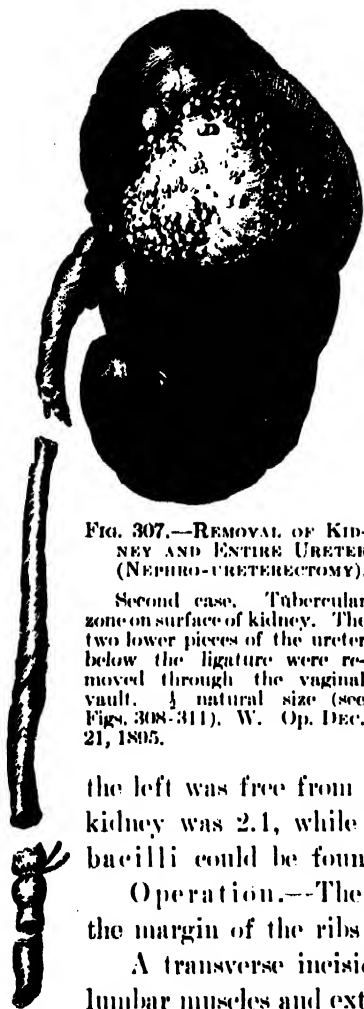 FIG. 307.—REMOVAL OF KID-
NEY AND ENTIRE URETER
(NEPHRO-URETERECTOMY).
Second case. Tubercular
zone on surface of kidney. The
two lower pieces of the ureter
below the ligature were re-
moved through the vaginal
vault. ½ natural size (see
Figs. 308-311). W. Op. DEC.
21, 1895.
the left was free from
kidney was 2.1, while
bacilli could be foun
Operation.—The
the margin of the ribs
A transverse incisi
lumbar muscles and ext